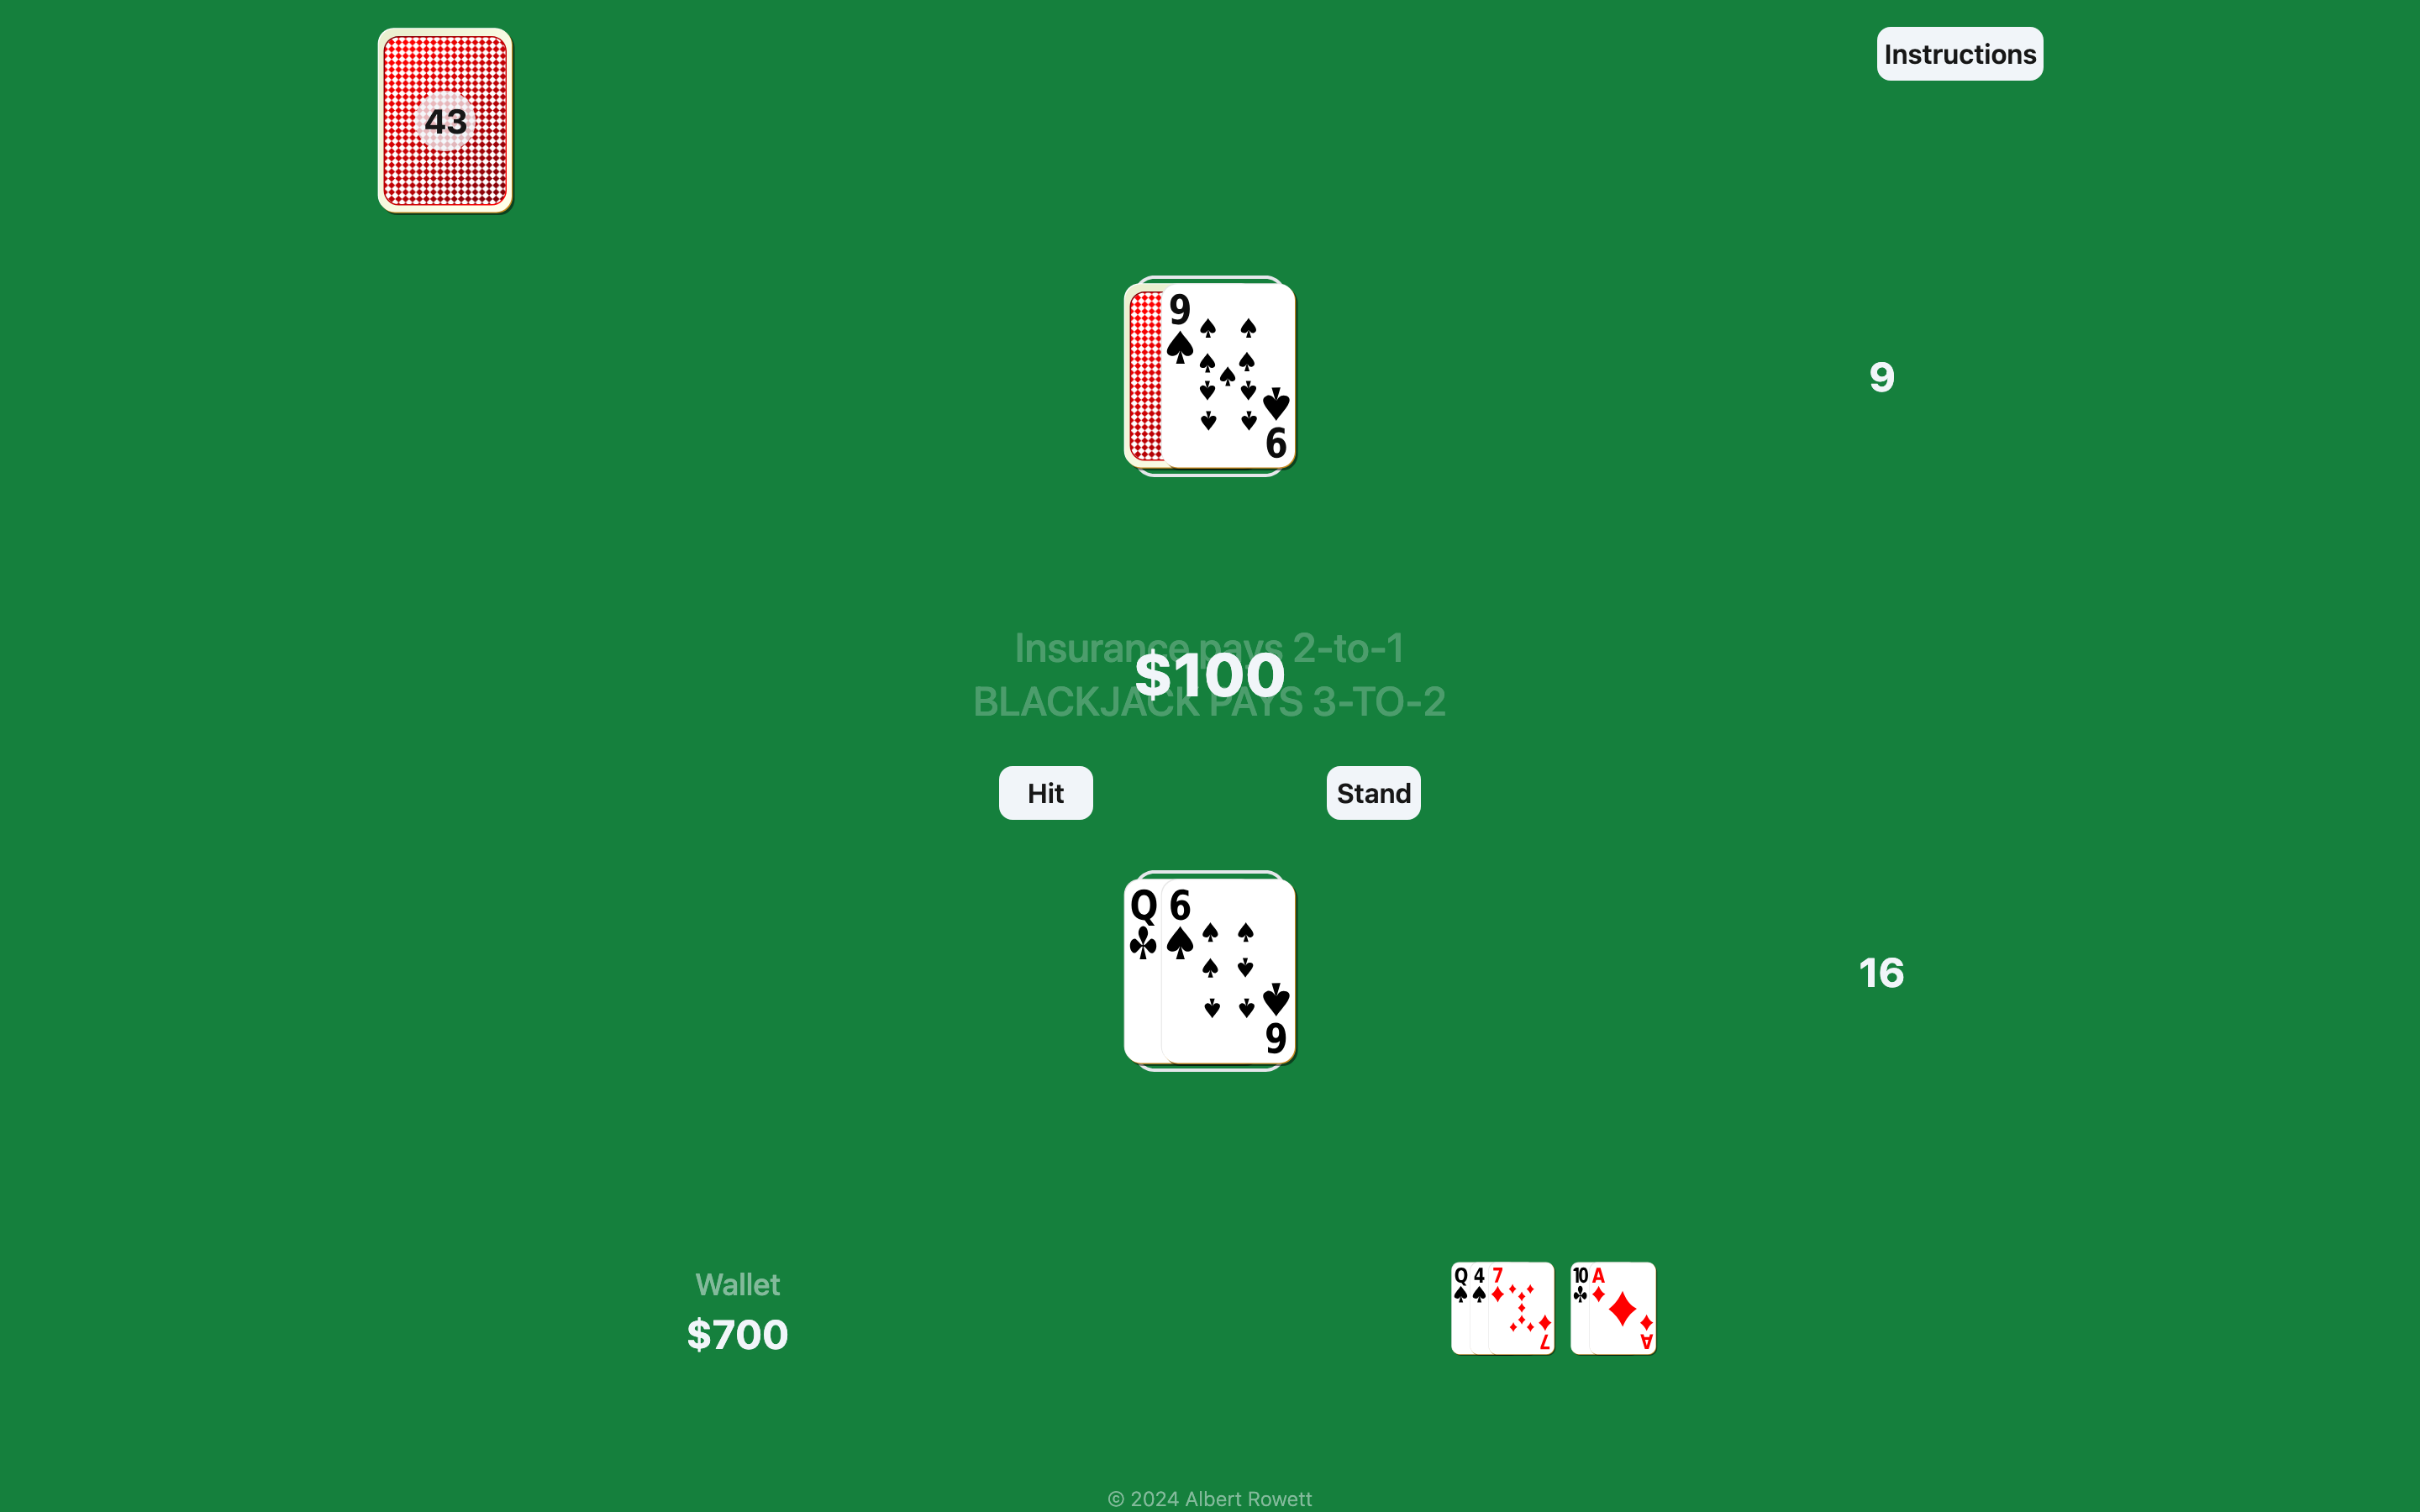 43
Instructions
9
9
9
Insurance pays 2-to-1
$100
BLACKJACK PAYS 3-TO-2
Hit
Stand
Q 6
6
16
Wallet
$700
Q 4 7
7
10 A
A
© 2024 Albert Rowett